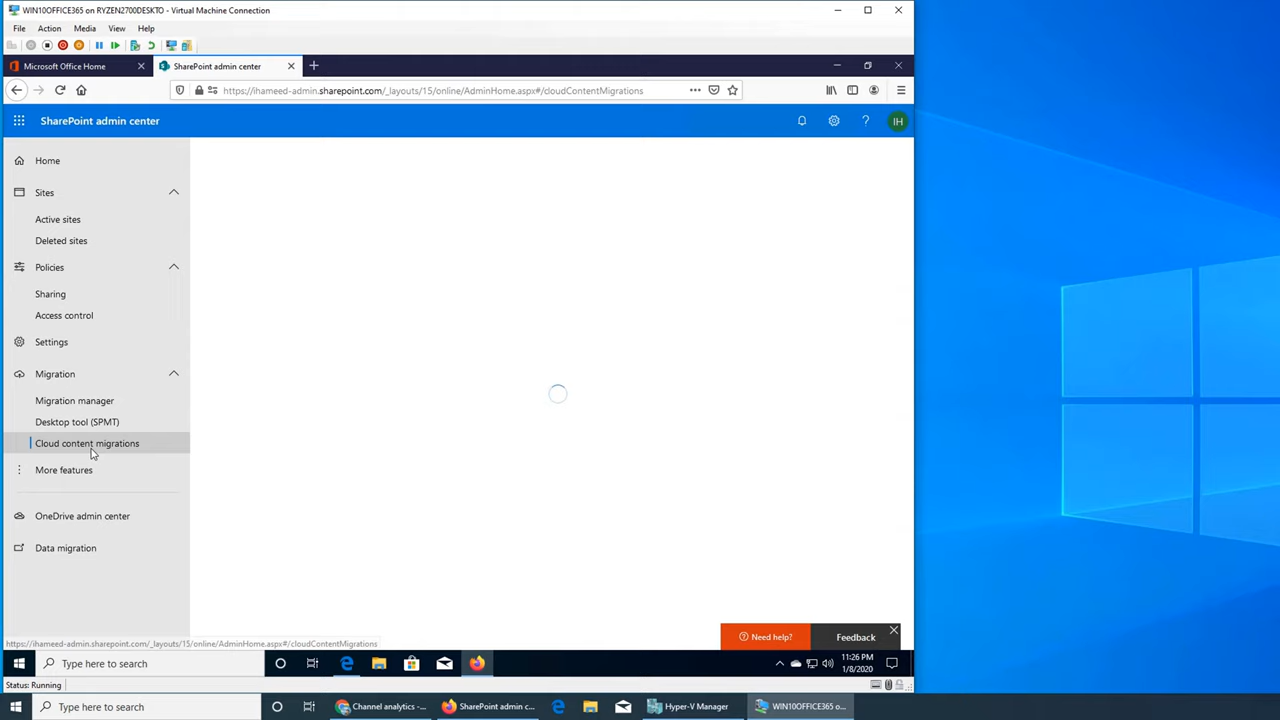 WIN10OFFICE365 on RYZEN2700DESKTO - Virtual Machine Connection
File Action Media View Help
Microsoft Office Home
SharePoint admin center
https://ihameed-admin.sharepoint.com/_layouts/15/online/AdminHome.aspx#/cloudContentMigrations
SharePoint admin center
IH
Home
Sites
Active sites
Deleted sites
Policies
Sharing
Access control
Settings
Migration
Migration manager
Desktop tool (SPMT)
Cloud content migrations
More features
OneDrive admin center
Data migration
https://ihameed-admin.sharepoint.com/_layouts/15/online/AdminHome.aspx#/cloudContentMigrations
Need help?
Feedback
Type here to search
11:26 PM
1/8/2020
Status: Running
Type here to search
Channel analytics - ...
SharePoint admin c...
Hyper-V Manager
WIN10OFFICE365 o...